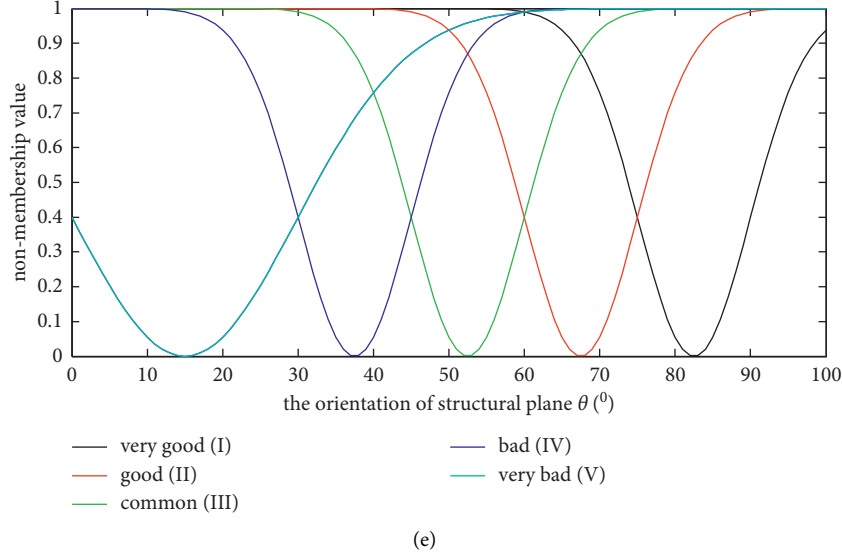 1
0.9
0.8
0.7
0.6
0.5
0.4
0.3
0.2
0.1
0
non-membership value
0 10 20 30 40 50 60 70 80 90 100
the orientation of structural plane θ (⁰)
very good (I)
good (II)
common (III)
bad (IV)
very bad (V)
(e)